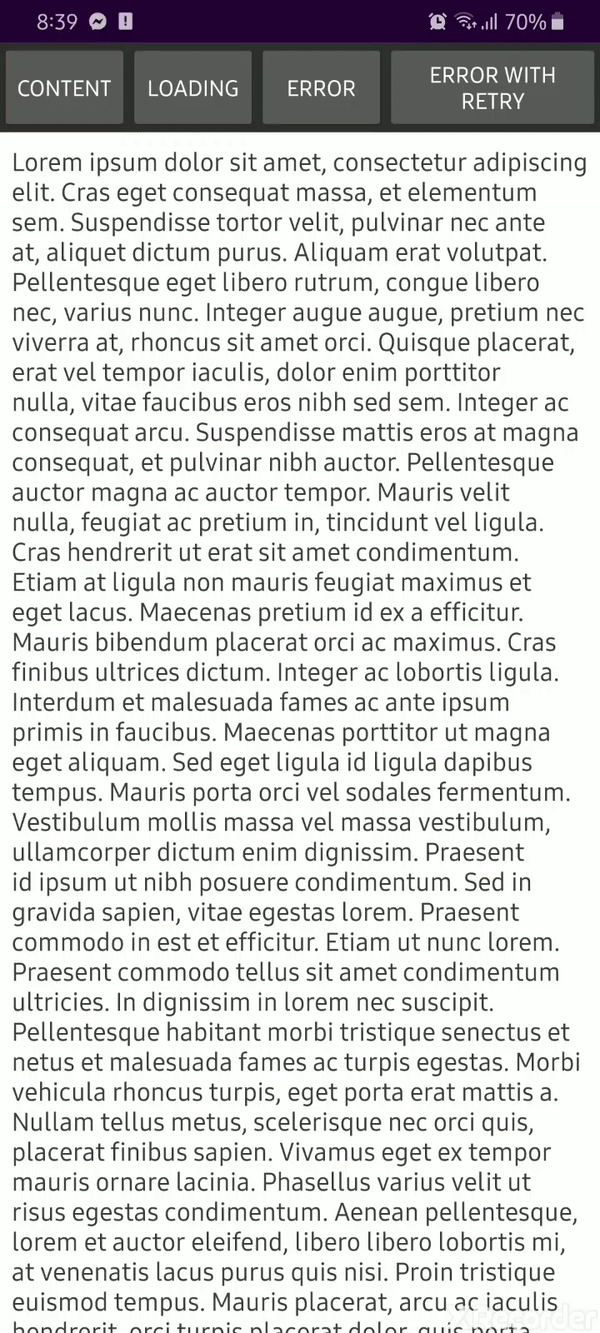 8:39
70%
CONTENT
LOADING
ERROR
ERROR WITH
RETRY
Lorem ipsum dolor sit amet, consectetur adipiscing
elit. Cras eget consequat massa, et elementum
sem. Suspendisse tortor velit, pulvinar nec ante
at, aliquet dictum purus. Aliquam erat volutpat.
Pellentesque eget libero rutrum, congue libero
nec, varius nunc. Integer augue augue, pretium nec
viverra at, rhoncus sit amet orci. Quisque placerat,
erat vel tempor iaculis, dolor enim porttitor
nulla, vitae faucibus eros nibh sed sem. Integer ac
consequat arcu. Suspendisse mattis eros at magna
consequat, et pulvinar nibh auctor. Pellentesque
auctor magna ac auctor tempor. Mauris velit
nulla, feugiat ac pretium in, tincidunt vel ligula.
Cras hendrerit ut erat sit amet condimentum.
Etiam at ligula non mauris feugiat maximus et
eget lacus. Maecenas pretium id ex a efficitur.
Mauris bibendum placerat orci ac maximus. Cras
finibus ultrices dictum. Integer ac lobortis ligula.
Interdum et malesuada fames ac ante ipsum
primis in faucibus. Maecenas porttitor ut magna
eget aliquam. Sed eget ligula id ligula dapibus
tempus. Mauris porta orci vel sodales fermentum.
Vestibulum mollis massa vel massa vestibulum,
ullamcorper dictum enim dignissim. Praesent
id ipsum ut nibh posuere condimentum. Sed in
gravida sapien, vitae egestas lorem. Praesent
commodo in est et efficitur. Etiam ut nunc lorem.
Praesent commodo tellus sit amet condimentum
ultricies. In dignissim in lorem nec suscipit.
Pellentesque habitant morbi tristique senectus et
netus et malesuada fames ac turpis egestas. Morbi
vehicula rhoncus turpis, eget porta erat mattis a.
Nullam tellus metus, scelerisque nec orci quis,
placerat finibus sapien. Vivamus eget ex tempor
mauris ornare lacinia. Phasellus varius velit ut
risus egestas condimentum. Aenean pellentesque,
lorem et auctor eleifend, libero libero lobortis mi,
at venenatis lacus purus quis nisi. Proin tristique
euismod tempus. Mauris placerat, arcu ac iaculis
hendrerit, orci turpis placerat dolor, quis porta
XRecorder